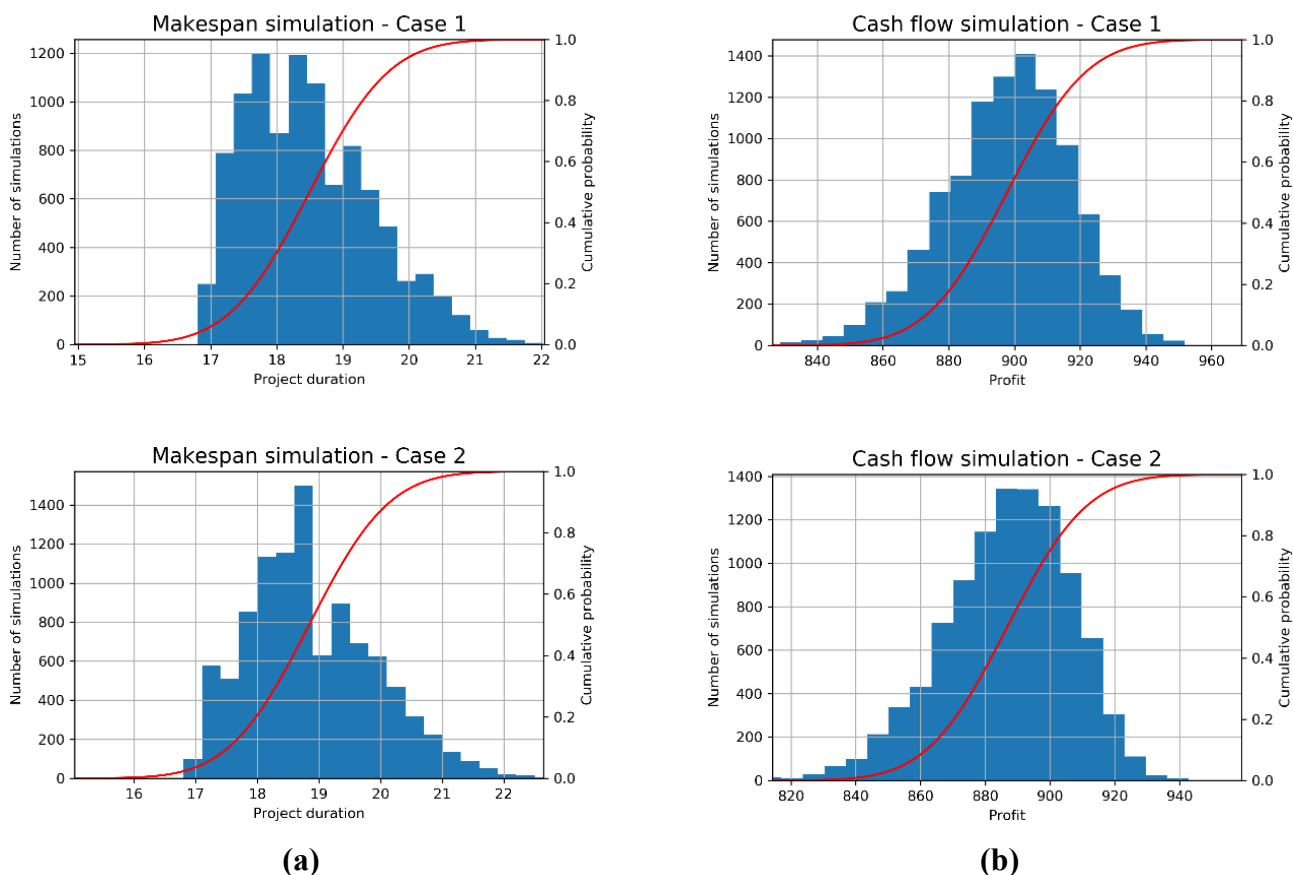 Makespan simulation - Case 1
1200
1000
800
600
400
200
0
Number of simulations
1.0
0.8
0.6
0.4
0.2
0.0
Cumulative probability
15 16 17 18 19 20 21 22
Project duration
Cash flow simulation - Case 1
1400
1200
1000
800
600
400
200
0
Number of simulations
1.0
0.8
0.6
0.4
0.2
0.0
Cumulative probability
840 860 880 900 920 940 960
Profit
Makespan simulation - Case 2
1400
1200
1000
800
600
400
200
0
Number of simulations
1.0
0.8
0.6
0.4
0.2
0.0
Cumulative probability
16 17 18 19 20 21 22
Project duration
Cash flow simulation - Case 2
1400
1200
1000
800
600
400
200
0
Number of simulations
1.0
0.8
0.6
0.4
0.2
0.0
Cumulative probability
820 840 860 880 900 920 940
Profit
(a)
(b)